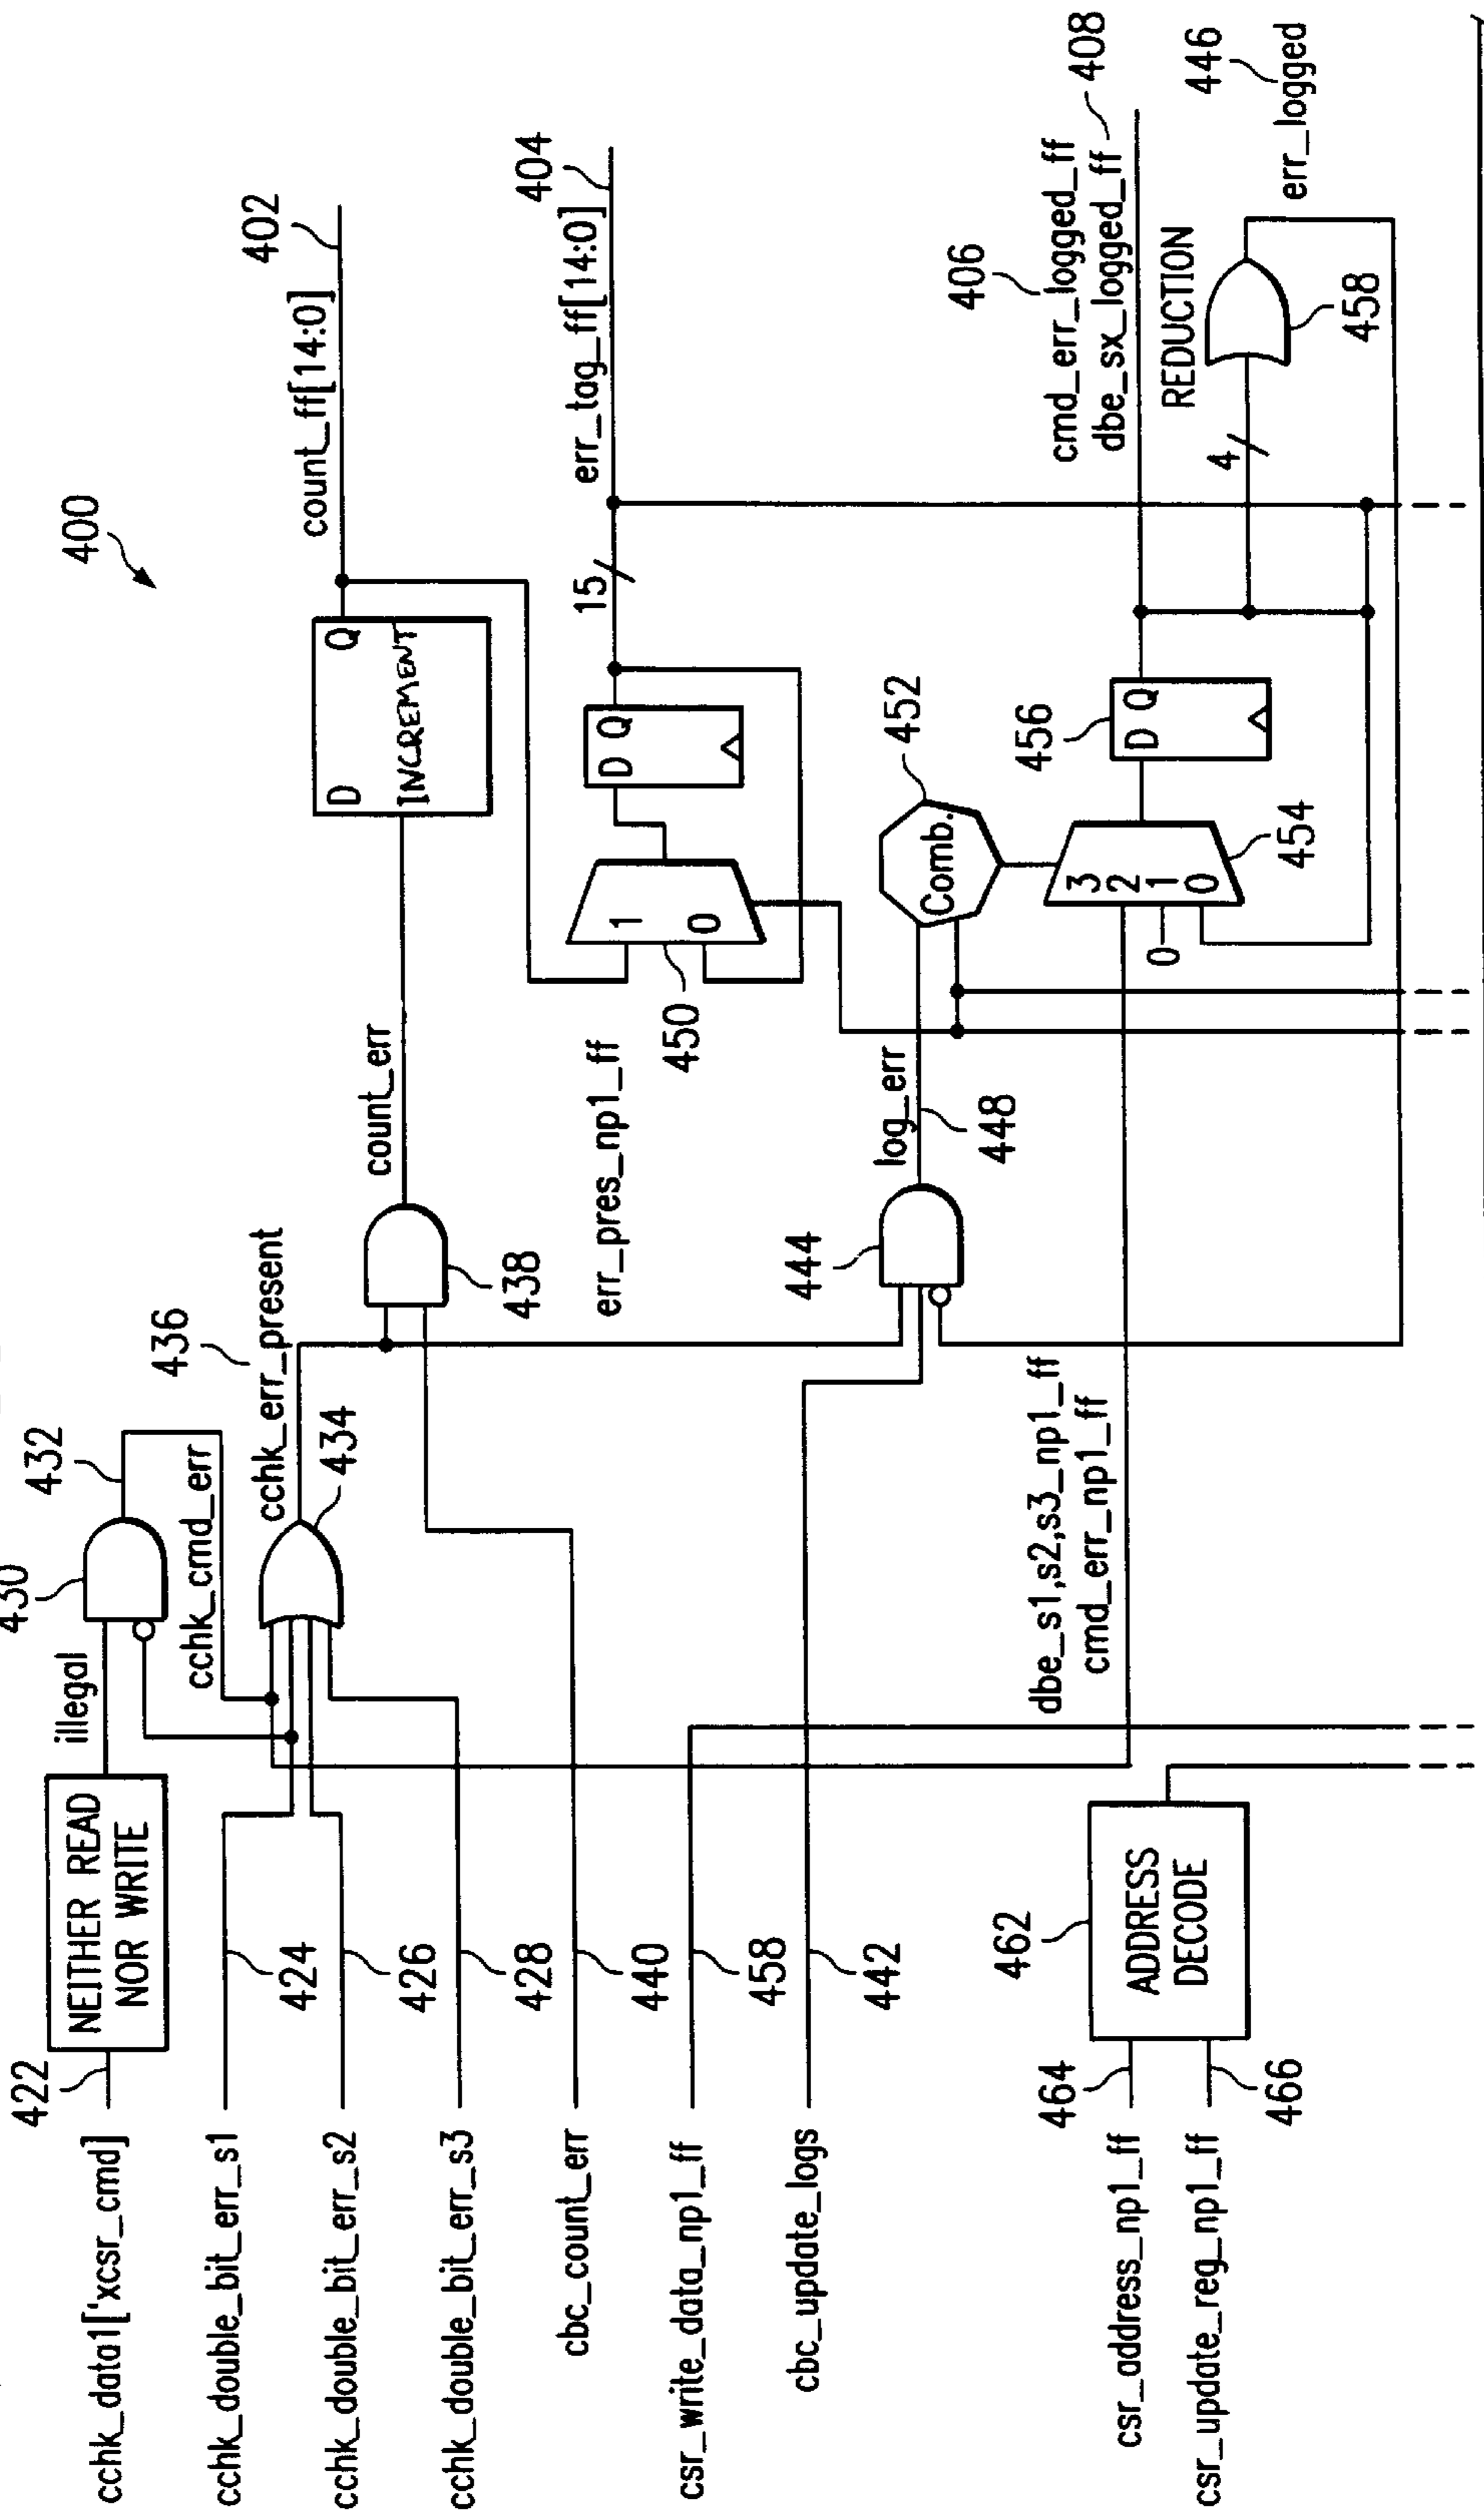 400
422
cchk_data1['xcsr_cmd]
NEITHER READ
NOR WRITE
illegal
430
432
cchk_cmd_err
436
cchk_err_present
434
cchk_double_bit_err_s1
424
cchk_double_bit_err_s2
426
cchk_double_bit_err_s3
428
cbc_count_err
440
csr_write_data_np1_ff
458
cbc_update_logs
442
438
count_err
D
Q
INCREMENT
count_ff[14:0]
402
err_pres_np1_ff
450
1
0
D Q
15
err_tag_ff[14:0]
404
444
log_err
448
Comb.
452
dbe_s1,s2,s3_np1_ff
cmd_err_np1_ff
3
2
1
0
0
454
D Q
456
406
cmd_err_logged_ff
dbe_sx_logged_ff
408
REDUCTION
4
458
446
err_logged
462
ADDRESS
DECODE
464
csr_address_np1_ff
466
csr_update_reg_np1_ff